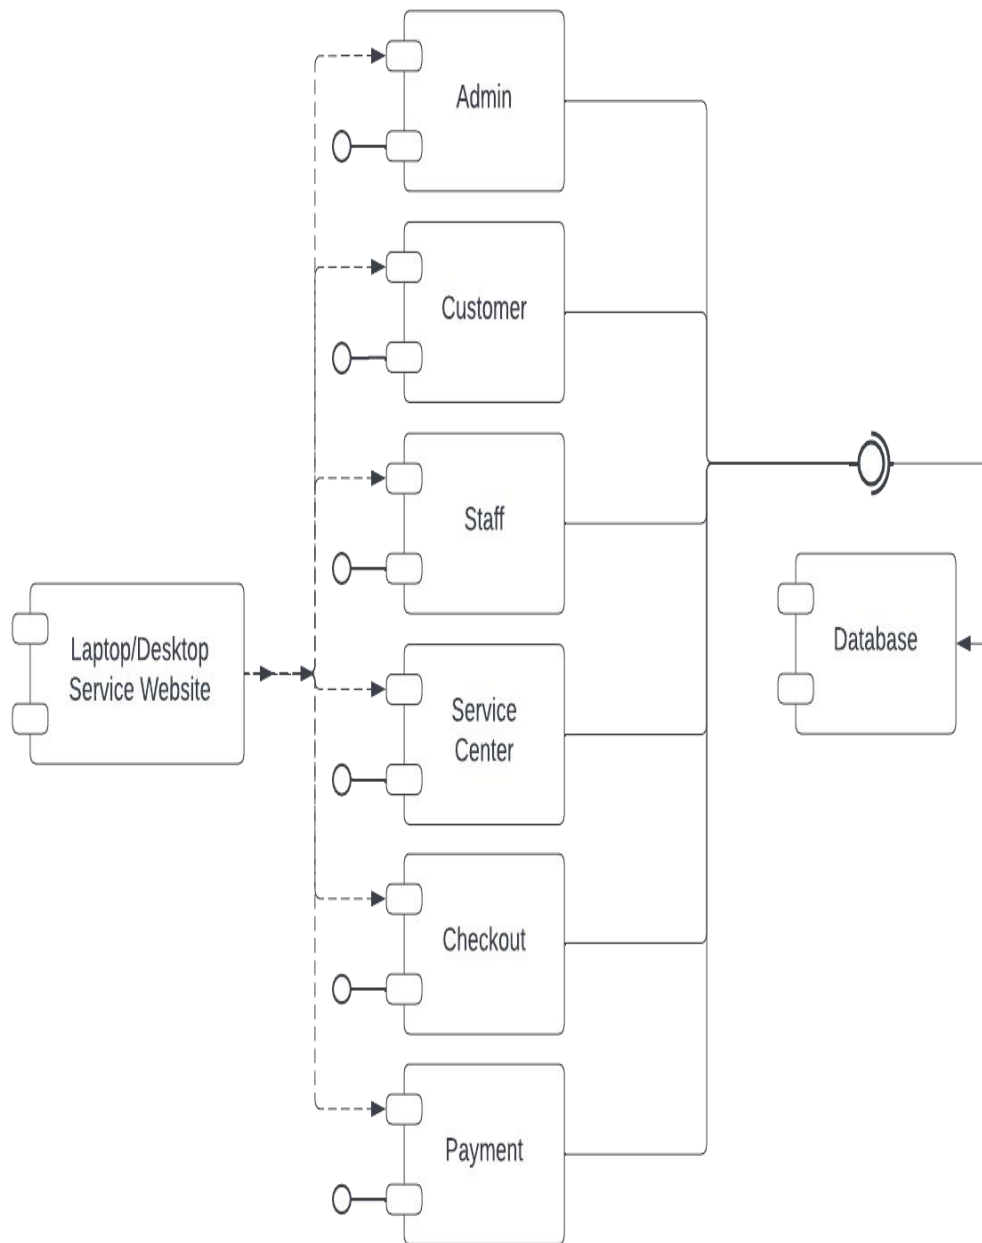 Admin
Customer
Staff
Laptop/Desktop
Service Website
Service
Center
Database
Checkout
Payment